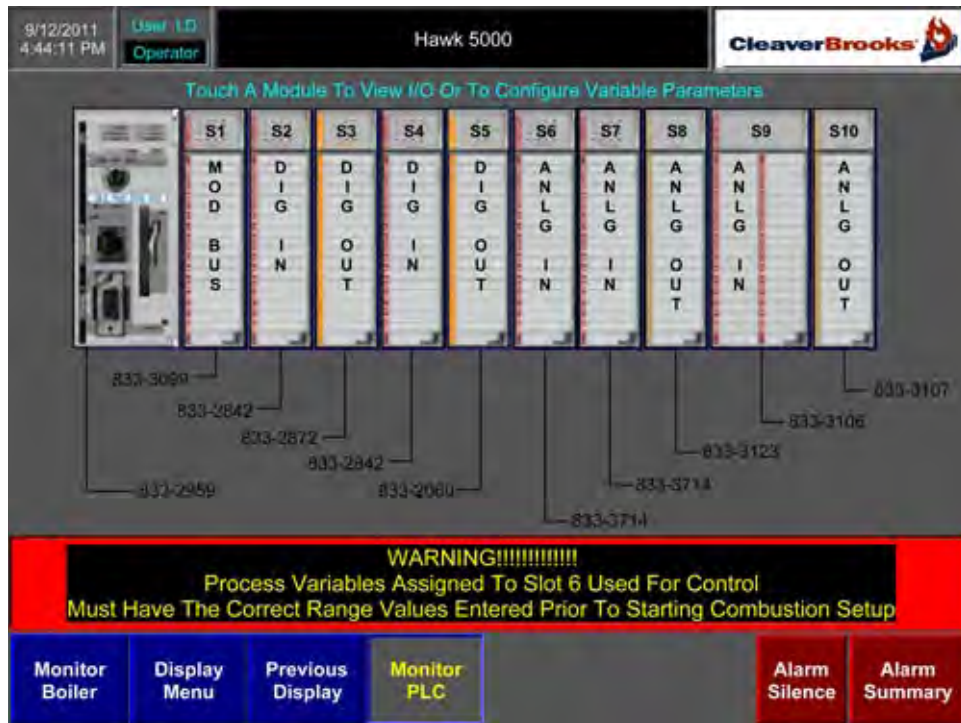 9/12/2011
4:44:11 PM
User I.D.
Operator
Hawk 5000
CleaverBrooks
Touch A Module To View I/O Or To Configure Variable Parameters
S1
S2
S3
S4
S5
S6
S7
S8
S9
S10
MOD BUS
DIG IN
DIG OUT
DIG IN
DIG OUT
ANLG IN
ANLG IN
ANLG OUT
ANLG IN
ANLG OUT
833-3099
833-2842
833-2872
833-2842
833-2959
833-3714
833-3714
833-3123
833-3106
833-3107
WARNING!!!!!!!!!!!!!
Process Variables Assigned To Slot 6 Used For Control
Must Have The Correct Range Values Entered Prior To Starting Combustion Setup
Monitor Boiler
Display Menu
Previous Display
Monitor PLC
Alarm Silence
Alarm Summary